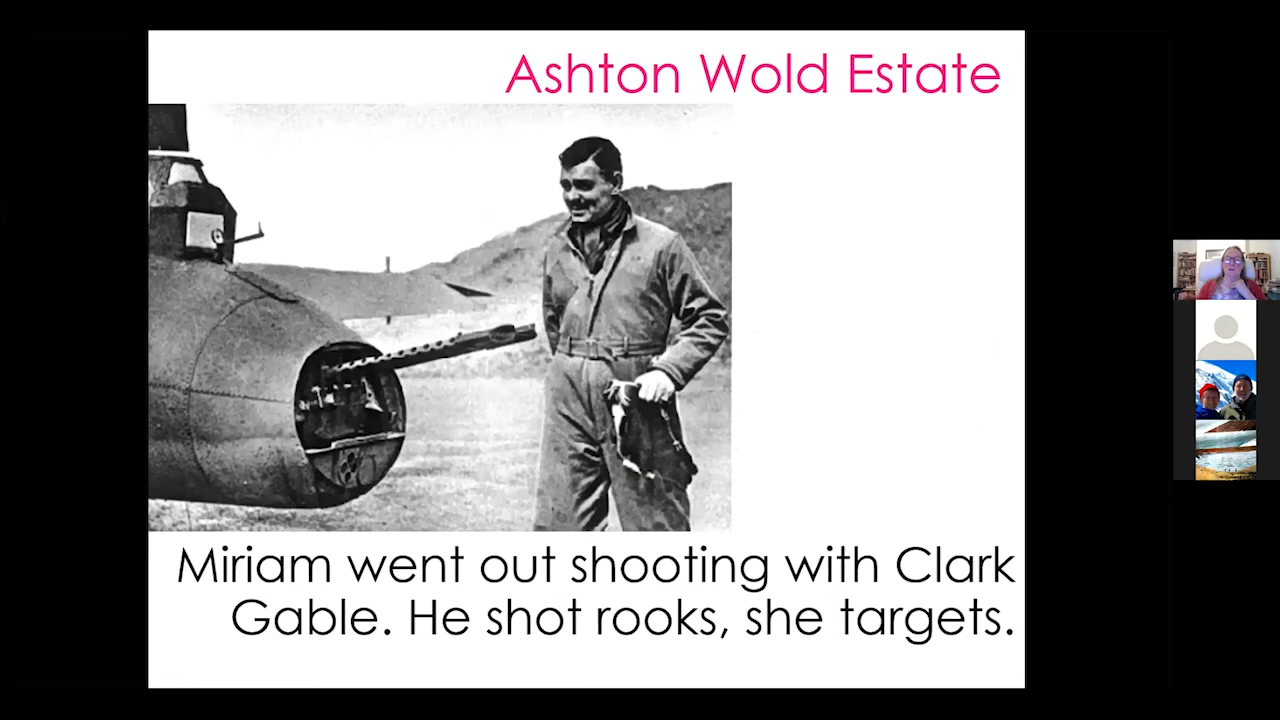 Ashton Wold Estate
Miriam went out shooting with Clark
Gable. He shot rooks, she targets.